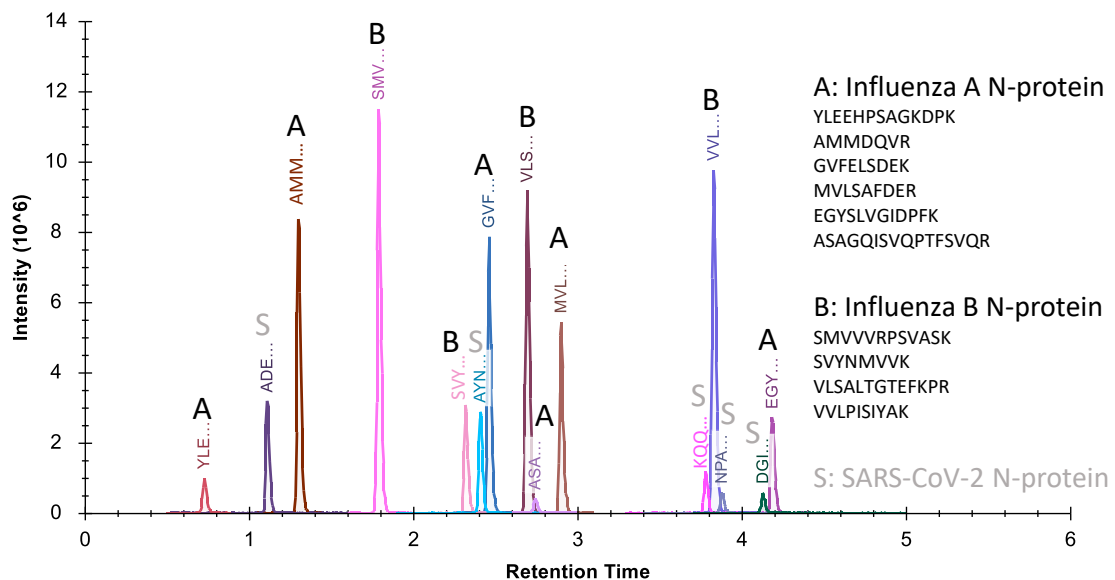 14
12
10
8
6
4
2
0
Intensity (10^6)
0
1
2
3
4
5
6
Retention Time
A
YLE...
S
ADE...
A
AMM...
B
SMV...
B
SVY...
S
AYN...
A
GVF...
B
VLS...
A
ASA...
A
MVL...
S
KQQ...
B
VVL...
S
NPA...
S
DGI...
A
EGY...
A: Influenza A N-protein
YLEEHPSAGKDPK
AMMDQVR
GVFELSDEK
MVLSAFDER
EGYSLVGIDPFK
ASAGQISVQPTFSVQR
B: Influenza B N-protein
SMVVVRPSVASK
SVYNMVVK
VLSALTGTEFKPR
VVLPISIYAK
S: SARS-CoV-2 N-protein